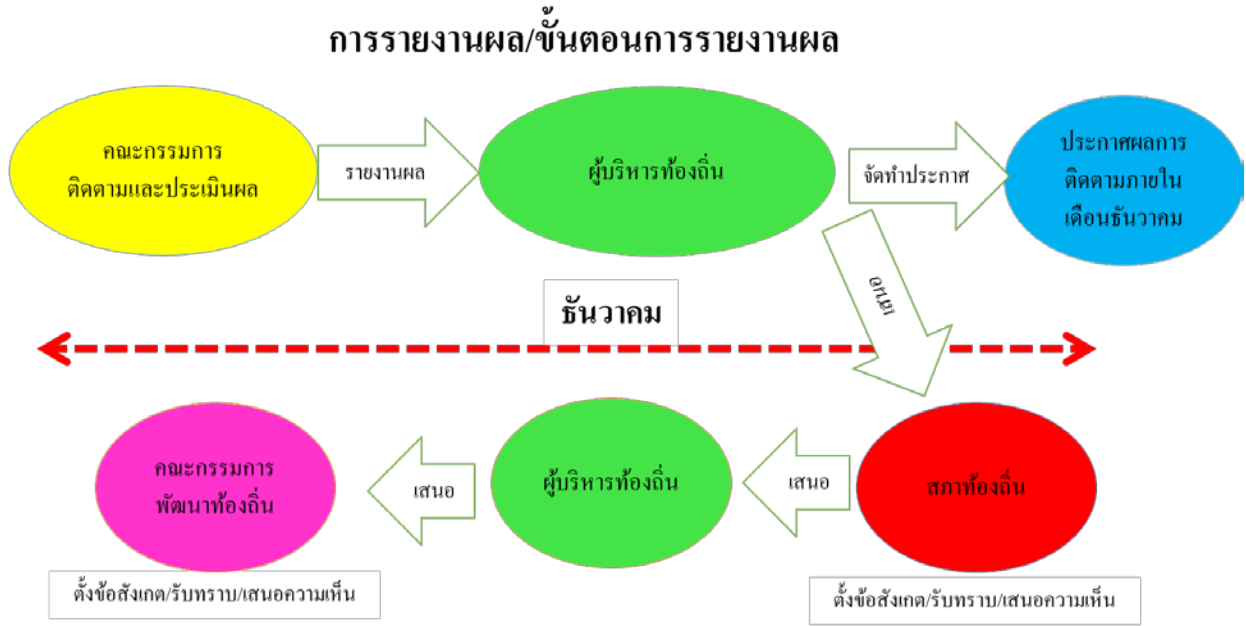 การรายงานผล/ขั้นตอนการรายงานผล
คณะกรรมการ
ติดตามและประเมินผล
รายงานผล
ผู้บริหารท้องถิ่น
จัดทำประกาศ
ประกาศผลการ
ติดตามภายใน
เดือนธันวาคม
เสนอ
ธันวาคม
คณะกรรมการ
พัฒนาท้องถิ่น
เสนอ
ผู้บริหารท้องถิ่น
เสนอ
สภาท้องถิ่น
ตั้งข้อสังเกต/รับทราบ/เสนอความเห็น
ตั้งข้อสังเกต/รับทราบ/เสนอความเห็น